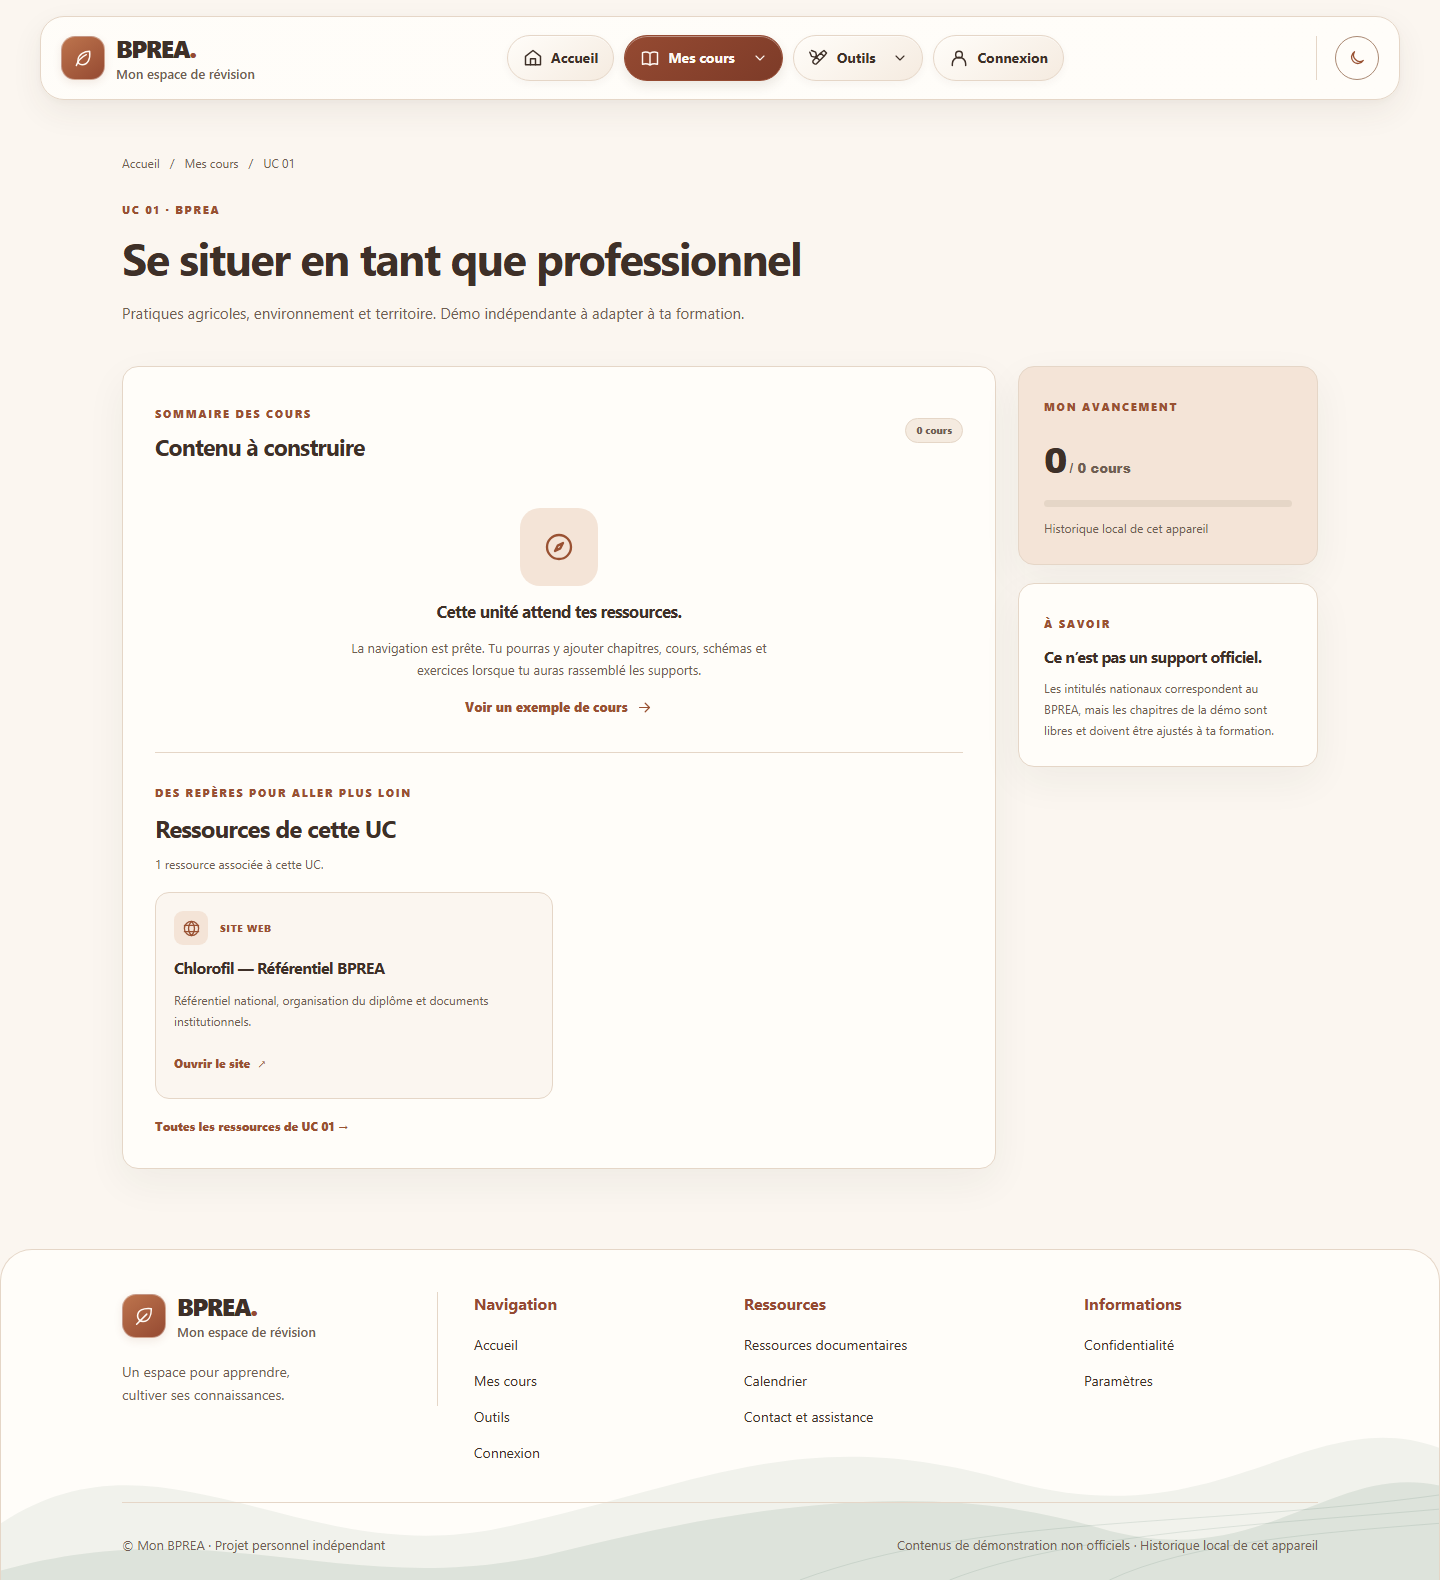 BPREA.
Mon espace de révision
Accueil
Mes cours
Outils
Connexion
Accueil / Mes cours / UC 01
UC 01 · BPREA
Se situer en tant que professionnel
Pratiques agricoles, environnement et territoire. Démo indépendante à adapter à ta formation.
SOMMAIRE DES COURS
Contenu à construire
0 cours
Cette unité attend tes ressources.
La navigation est prête. Tu pourras y ajouter chapitres, cours, schémas et
exercices lorsque tu auras rassemblé les supports.
Voir un exemple de cours →
DES REPÈRES POUR ALLER PLUS LOIN
Ressources de cette UC
1 ressource associée à cette UC.
SITE WEB
Chlorofil — Référentiel BPREA
Référentiel national, organisation du diplôme et documents
institutionnels.
Ouvrir le site ↗
Toutes les ressources de UC 01 →
MON AVANCEMENT
0 / 0 cours
Historique local de cet appareil
À SAVOIR
Ce n'est pas un support officiel.
Les intitulés nationaux correspondent au
BPREA, mais les chapitres de la démo sont
libres et doivent être ajustés à ta formation.
BPREA.
Mon espace de révision
Un espace pour apprendre,
cultiver ses connaissances.
Navigation
Accueil
Mes cours
Outils
Connexion
Ressources
Ressources documentaires
Calendrier
Contact et assistance
Informations
Confidentialité
Paramètres
© Mon BPREA · Projet personnel indépendant
Contenus de démonstration non officiels · Historique local de cet appareil